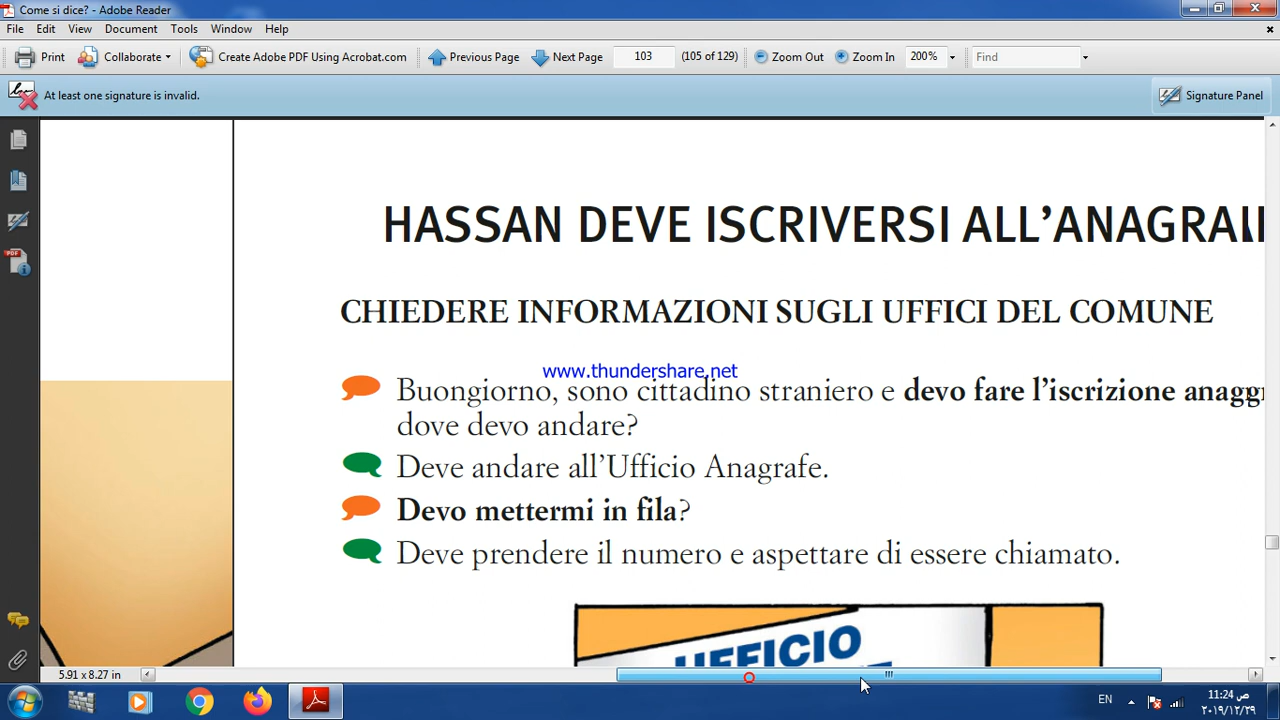 Come si dice? - Adobe Reader
File Edit View Document Tools Window Help
Print Collaborate Create Adobe PDF Using Acrobat.com Previous Page Next Page 103 (105 of 129) Zoom Out Zoom In 200% Find
At least one signature is invalid.
Signature Panel
HASSAN DEVE ISCRIVERSI ALL’ANAGRA
CHIEDERE INFORMAZIONI SUGLI UFFICI DEL COMUNE
www.thundershare.net
Buongiorno, sono cittadino straniero e devo fare l’iscrizione anag
dove devo andare?
Deve andare all’Ufficio Anagrafe.
Devo mettermi in fila?
Deve prendere il numero e aspettare di essere chiamato.
UFFICIO
5.91 x 8.27 in
EN
11:24 ص
٢٠١٩/١٢/٢٩